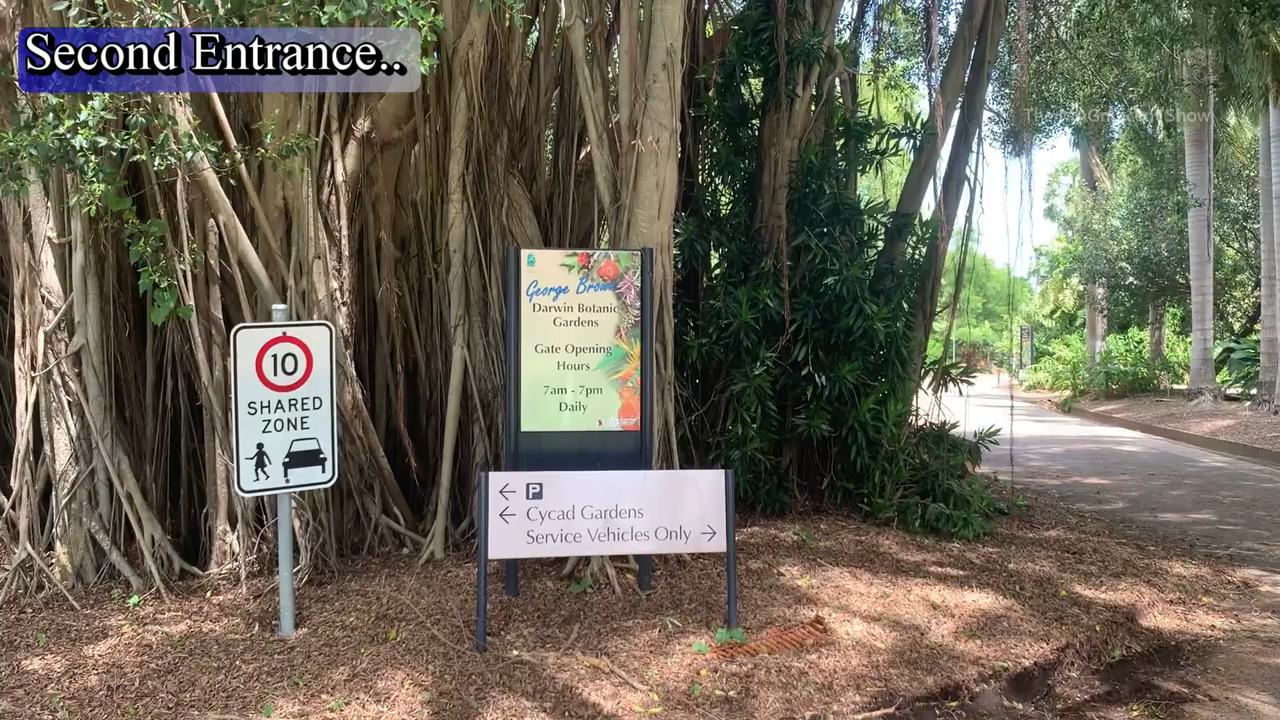 Second Entrance..
10
SHARED
ZONE
George Brown
Darwin Botanic
Gardens
Gate Opening
Hours
7am - 7pm
Daily
← P
← Cycad Gardens
Service Vehicles Only →